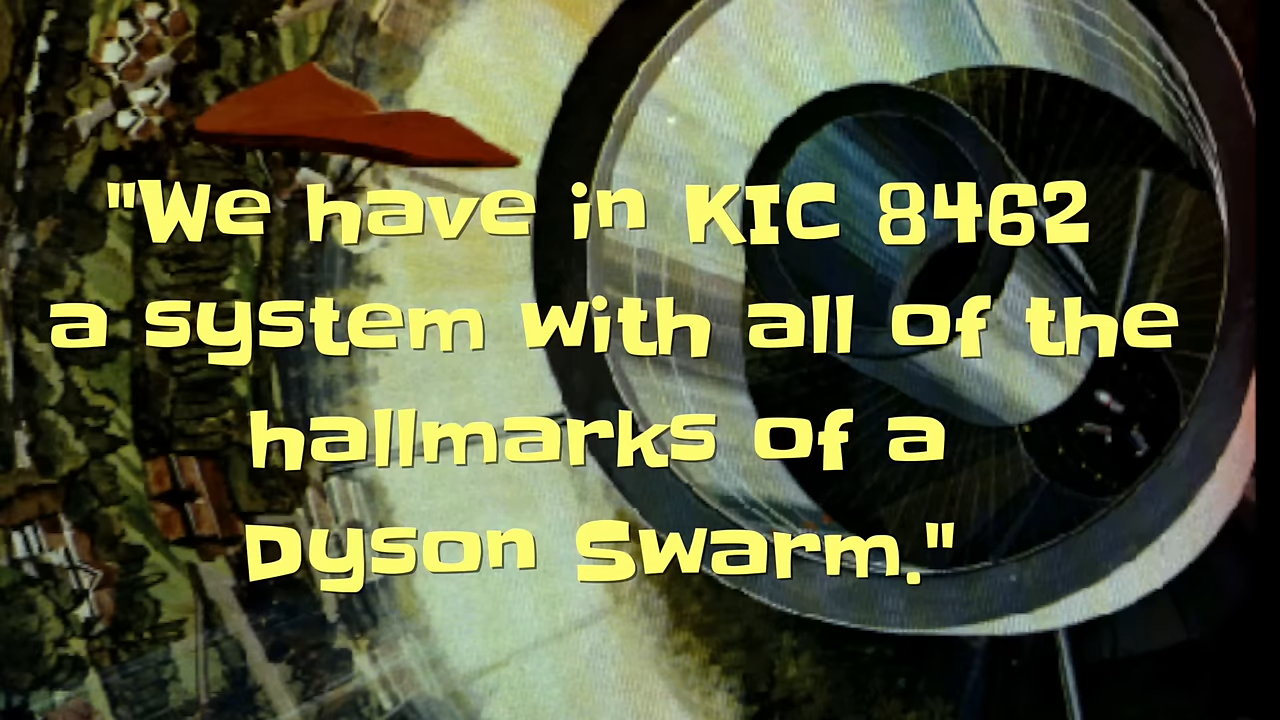 "We have in KIC 8462
a system with all of the
hallmarks of a
Dyson Swarm."